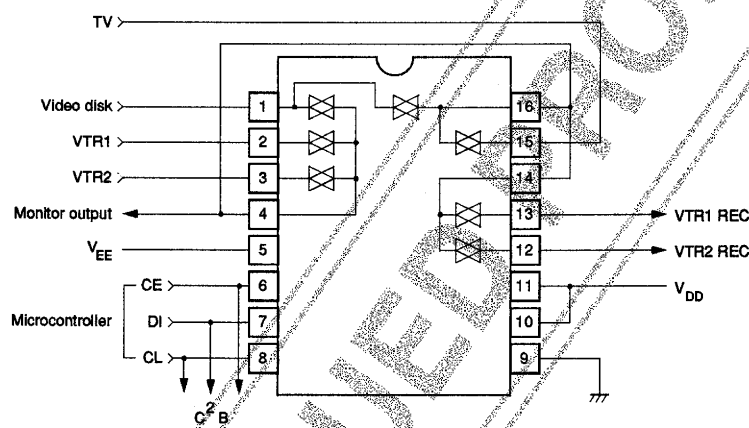 TV
Video disk
1
16
VTR1
2
15
VTR2
3
14
Monitor output
4
13
VTR1 REC
VEE
5
12
VTR2 REC
CE
6
11
VDD
Microcontroller
DI
7
10
CL
8
9
C2B